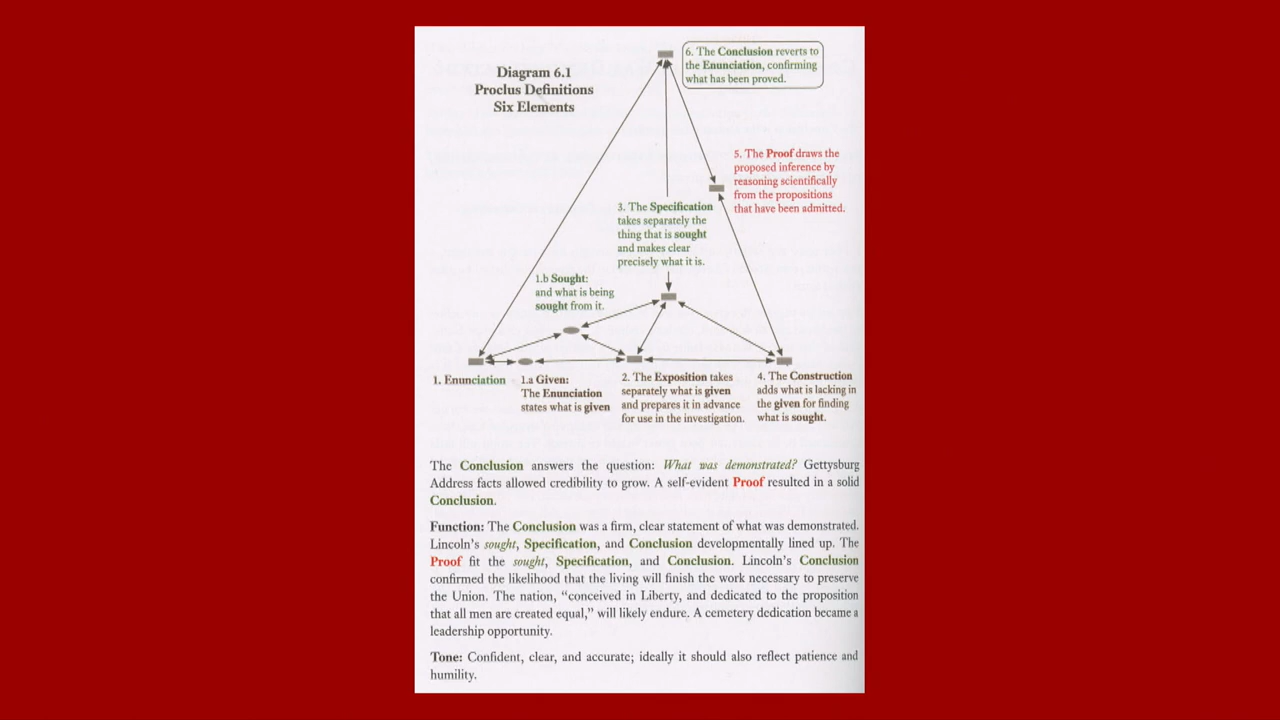 Diagram 6.1
Proclus Definitions
Six Elements
6. The Conclusion reverts to
the Enunciation, confirming
what has been proved.
5. The Proof draws the
proposed inference by
reasoning scientifically
from the propositions
that have been admitted.
3. The Specification
takes separately the
thing that is sought
and makes clear
precisely what it is.
1.b Sought:
and what is being
sought from it.
1. Enunciation
1.a Given:
The Enunciation
states what is given
2. The Exposition takes
separately what is given
and prepares it in advance
for use in the investigation.
4. The Construction
adds what is lacking in
the given for finding
what is sought.
The Conclusion answers the question: What was demonstrated? Gettysburg
Address facts allowed credibility to grow. A self-evident Proof resulted in a solid
Conclusion.
Function: The Conclusion was a firm, clear statement of what was demonstrated.
Lincoln's sought, Specification, and Conclusion developmentally lined up. The
Proof fit the sought, Specification, and Conclusion. Lincoln's Conclusion
confirmed the likelihood that the living will finish the work necessary to preserve
the Union. The nation, “conceived in Liberty, and dedicated to the proposition
that all men are created equal,” will likely endure. A cemetery dedication became a
leadership opportunity.
Tone: Confident, clear, and accurate; ideally it should also reflect patience and
humility.